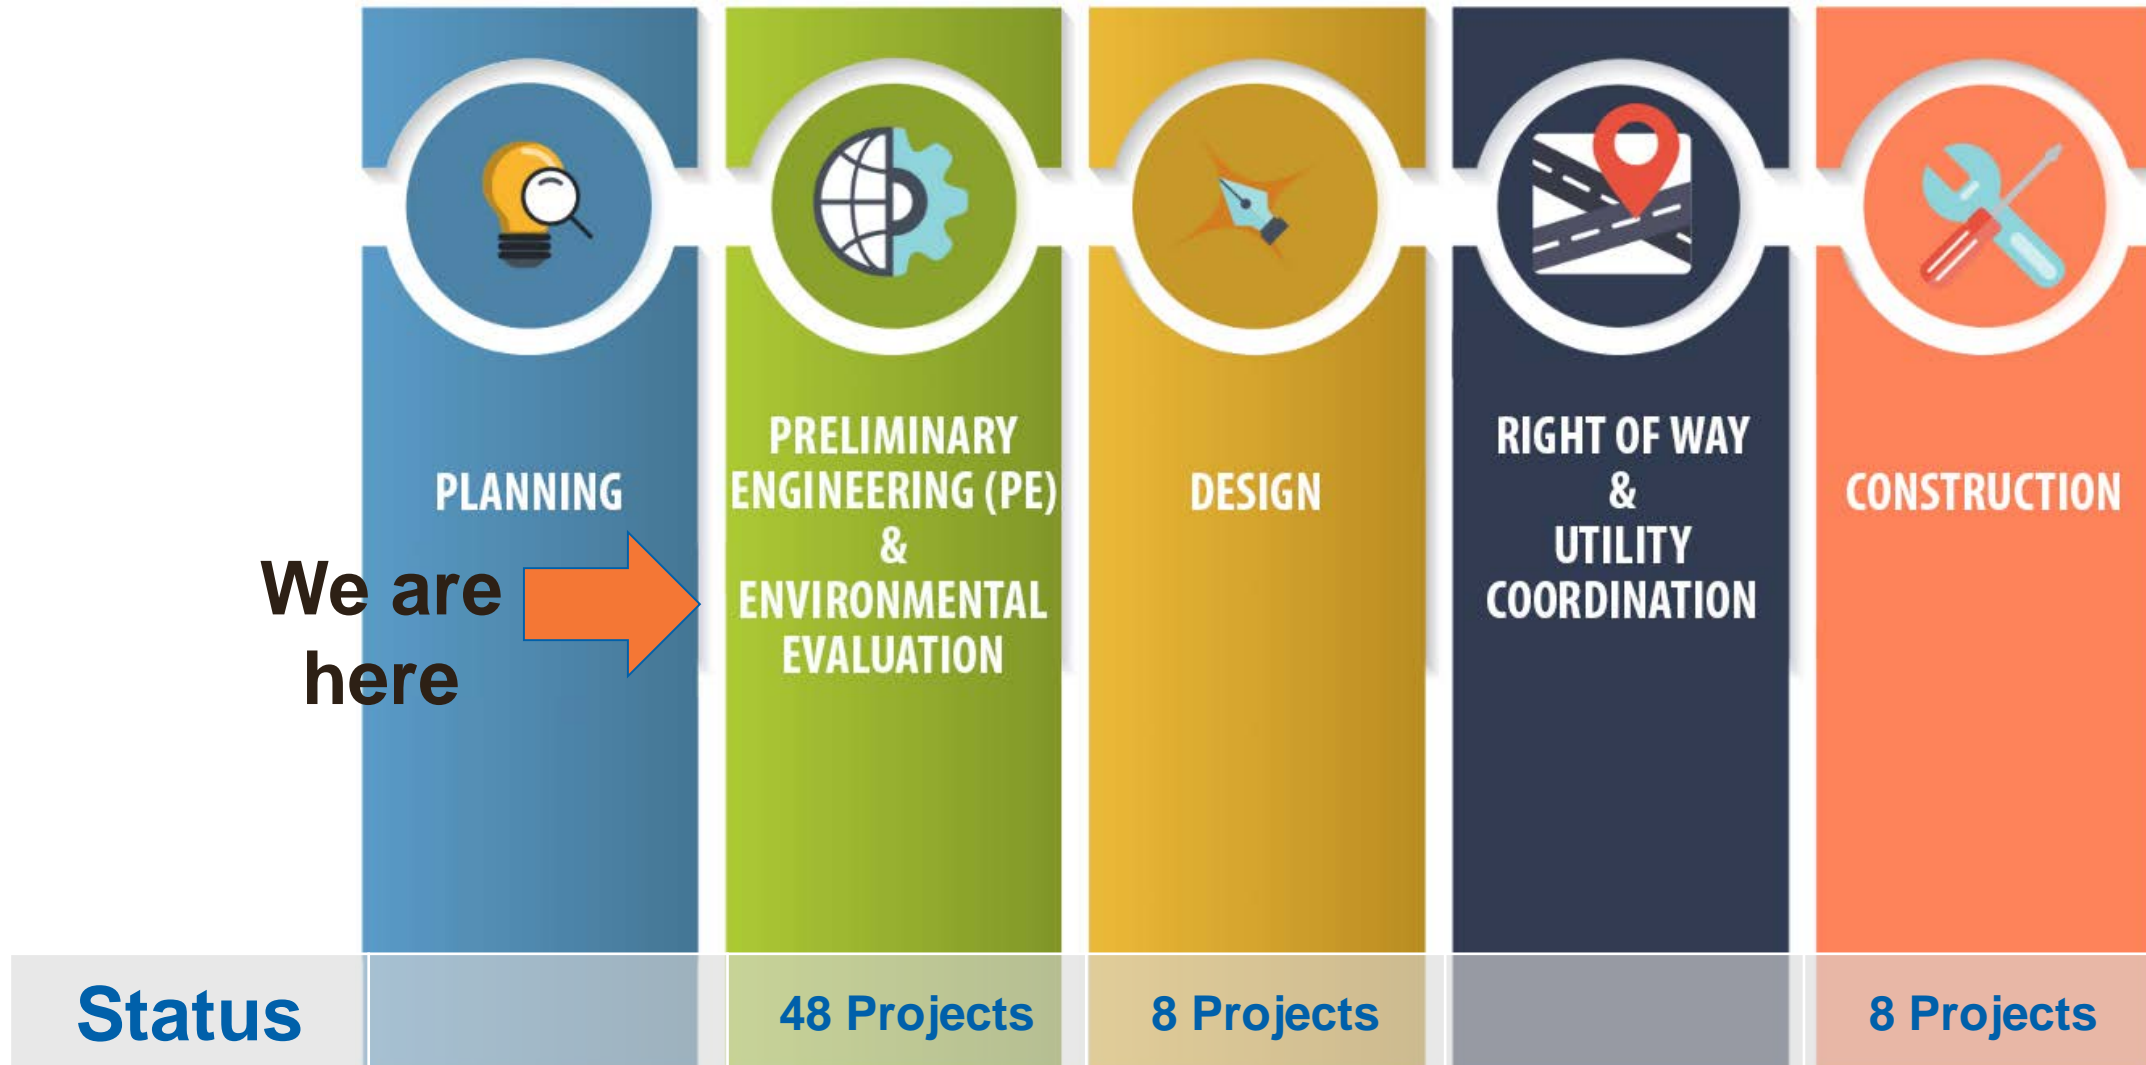 PLANNING
PRELIMINARY
ENGINEERING (PE)
&
ENVIRONMENTAL
EVALUATION
DESIGN
RIGHT OF WAY
&
UTILITY
COORDINATION
CONSTRUCTION
We are
here
Status
48 Projects
8 Projects
8 Projects